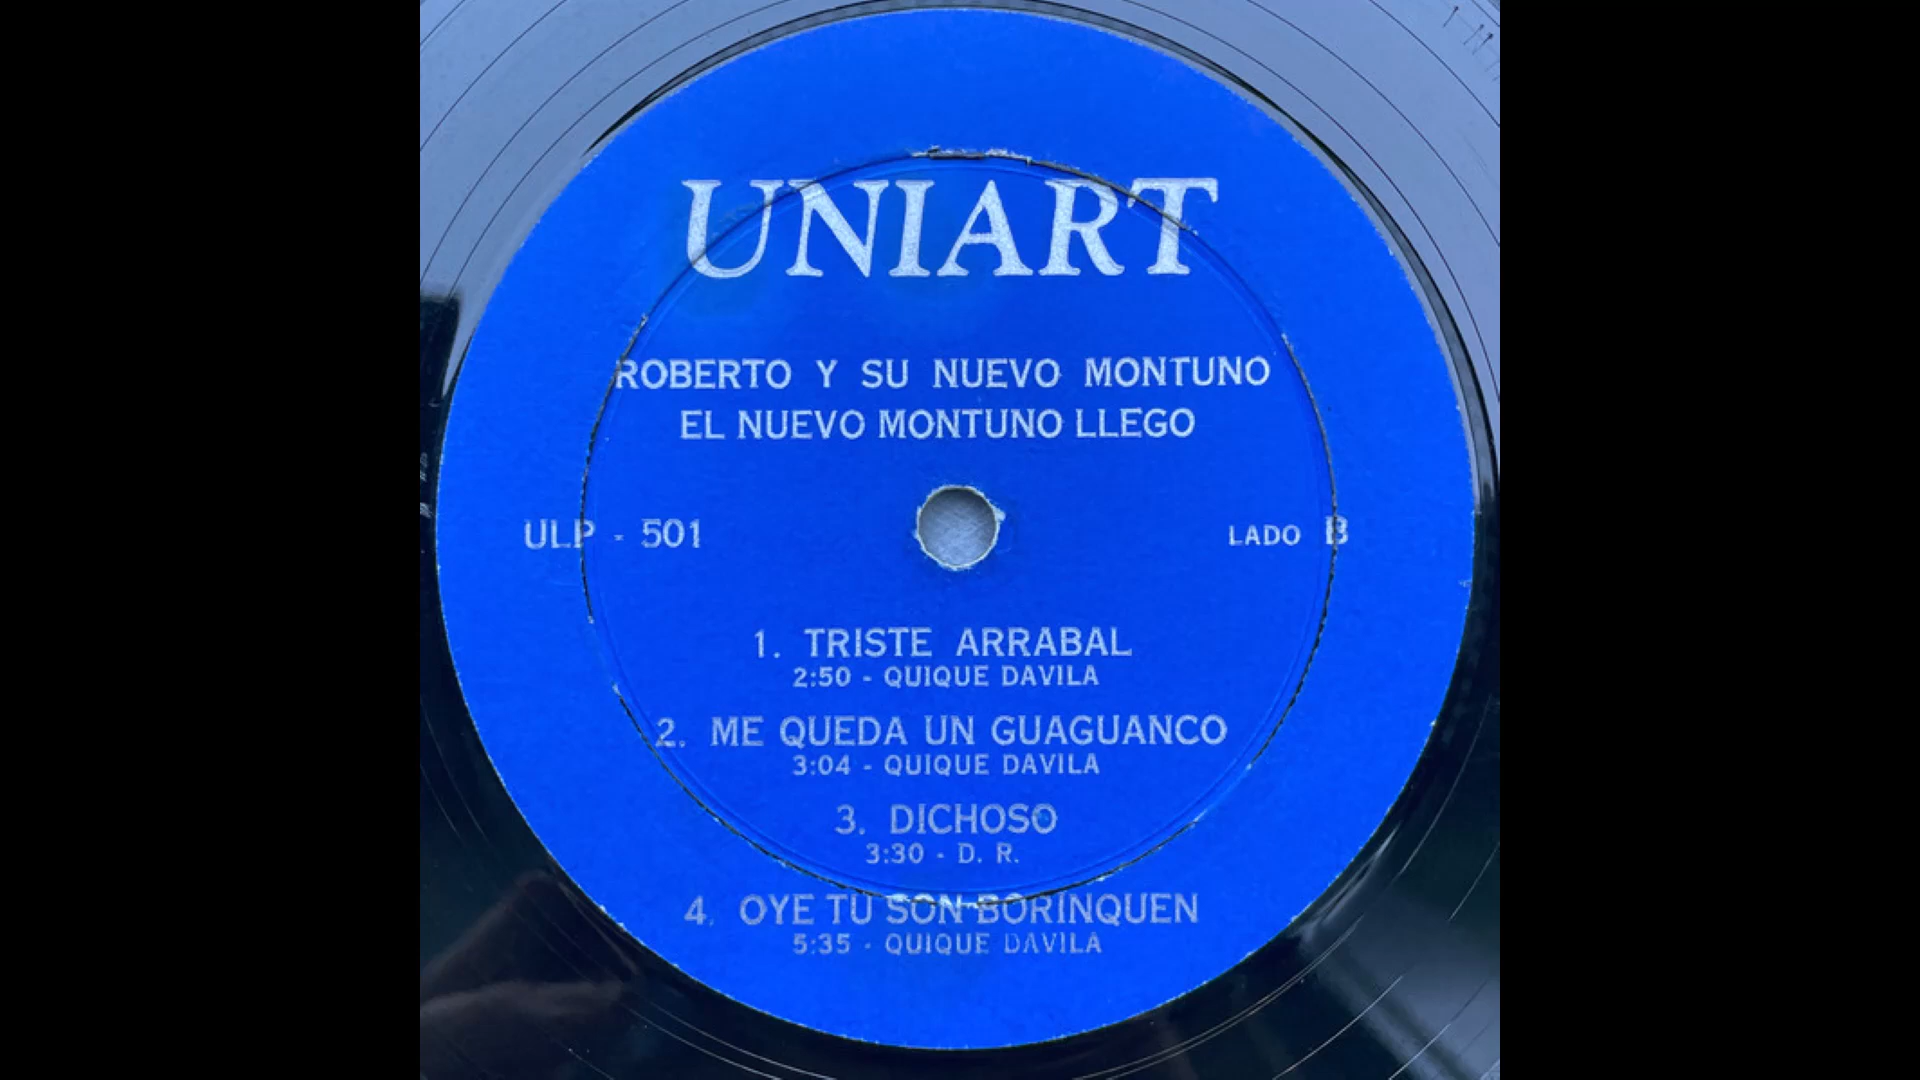 UNIART
ROBERTO Y SU NUEVO MONTUNO
EL NUEVO MONTUNO LLEGO
ULP - 501
LADO B
1. TRISTE ARRABAL
2:50 - QUIQUE DAVILA
2. ME QUEDA UN GUAGUANCO
3:04 - QUIQUE DAVILA
3. DICHOSO
3:30 - D. R.
4. OYE TU SON BORINQUEN
5:35 - QUIQUE DAVILA